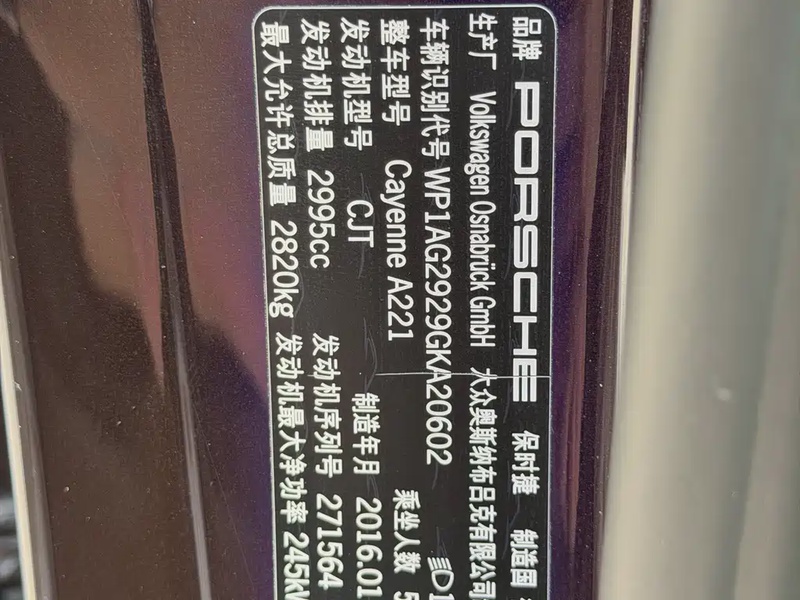 品牌 PORSCHE 保时捷 制造国
生产厂 Volkswagen Osnabrück GmbH 大众奥斯纳布吕克有限公司
车辆识别代号 WP1AG2929GKA20602
整车型号 Cayenne A221 乘坐人数 5
发动机型号 CJT 制造年月 2016.01
发动机排量 2995cc 发动机序列号 271564
最大允许总质量 2820kg 发动机最大净功率 245kW